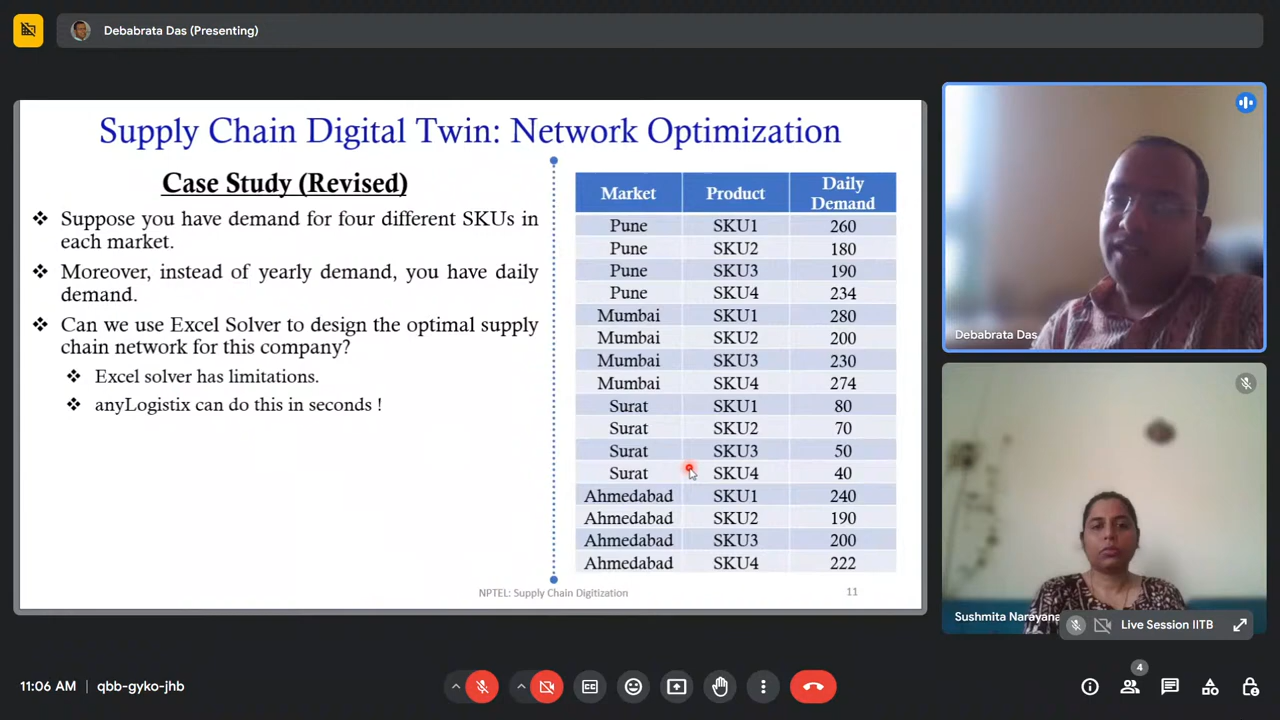 Debabrata Das (Presenting)
Supply Chain Digital Twin: Network Optimization
Case Study (Revised)
❖ Suppose you have demand for four different SKUs in
each market.
❖ Moreover, instead of yearly demand, you have daily
demand.
❖ Can we use Excel Solver to design the optimal supply
chain network for this company?
❖ Excel solver has limitations.
❖ anyLogistix can do this in seconds !
Market Product Daily
Demand
Pune SKU1 260
Pune SKU2 180
Pune SKU3 190
Pune SKU4 234
Mumbai SKU1 280
Mumbai SKU2 200
Mumbai SKU3 230
Mumbai SKU4 274
Surat SKU1 80
Surat SKU2 70
Surat SKU3 50
Surat SKU4 40
Ahmedabad SKU1 240
Ahmedabad SKU2 190
Ahmedabad SKU3 200
Ahmedabad SKU4 222
NPTEL: Supply Chain Digitization 11
Debabrata Das
Sushmita Narayana
Live Session IITB
11:06 AM | qbb-gyko-jhb
4